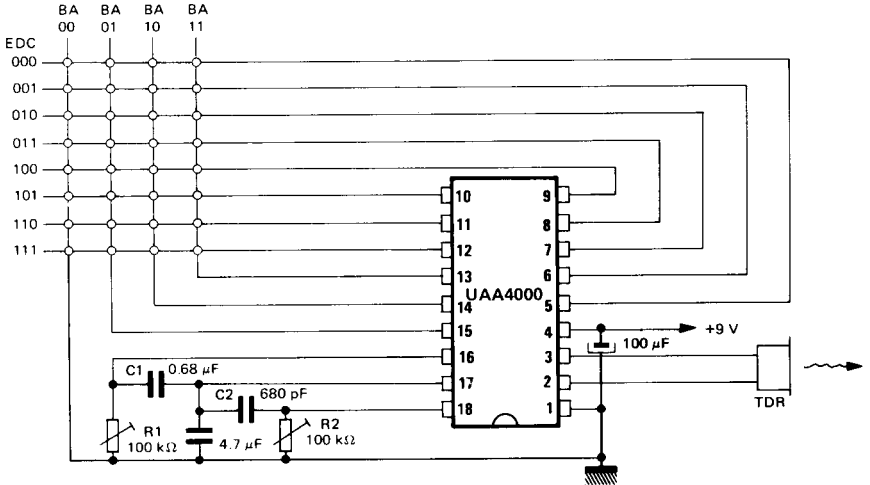 BA BA BA BA
00 01 10 11
EDC
000
001
010
011
100
101
110
111
10 9
11 8
12 7
13 6
UAA4000
14 5
15 4
16 3
17 2
18 1
+9 V
100 µF
TDR
C1 0.68 µF
C2 680 pF
R1
100 kΩ
4.7 µF
R2
100 kΩ